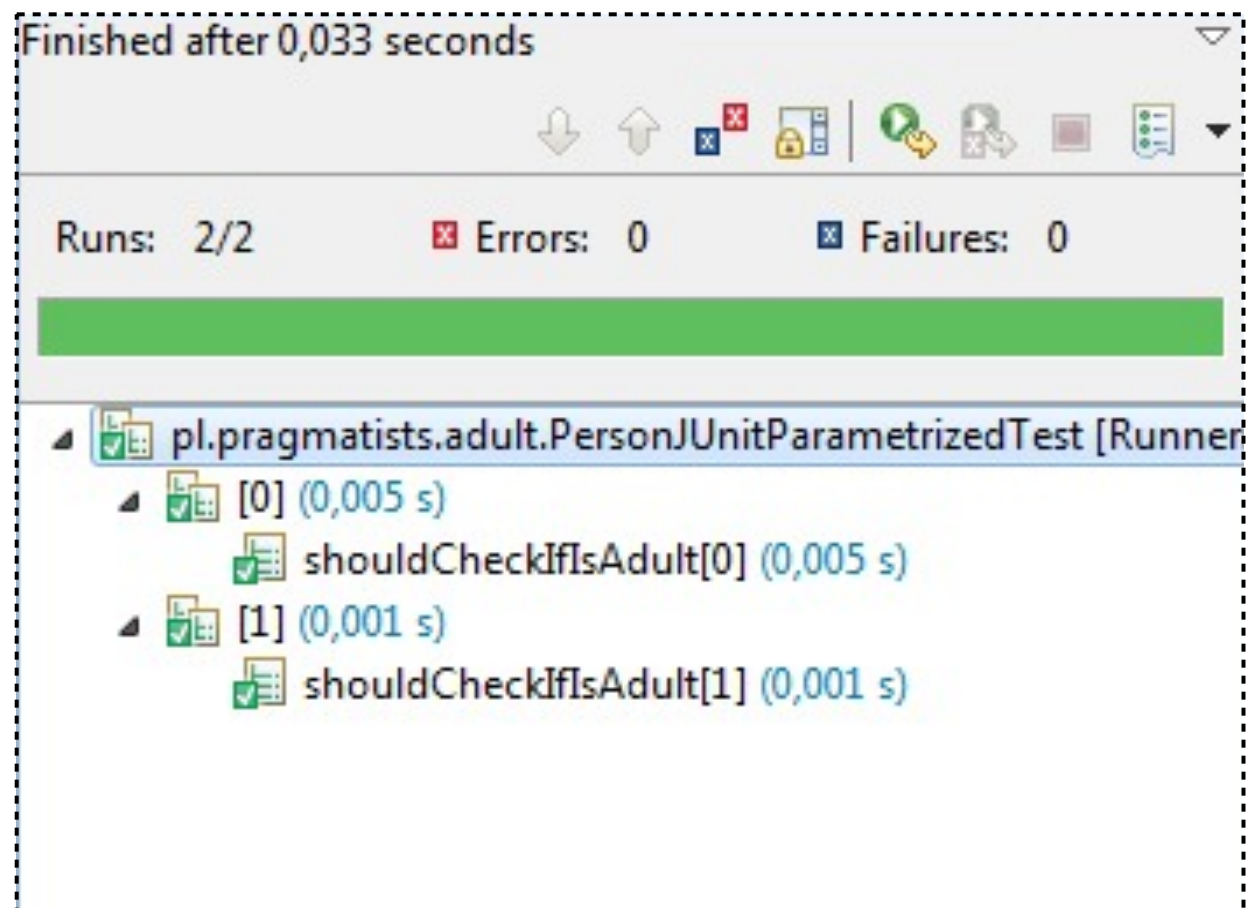 Finished after 0,033 seconds
Runs: 2/2 Errors: 0 Failures: 0
pl.pragmatists.adult.PersonJUnitParametrizedTest [Runner
[0] (0,005 s)
shouldCheckIfIsAdult[0] (0,005 s)
[1] (0,001 s)
shouldCheckIfIsAdult[1] (0,001 s)